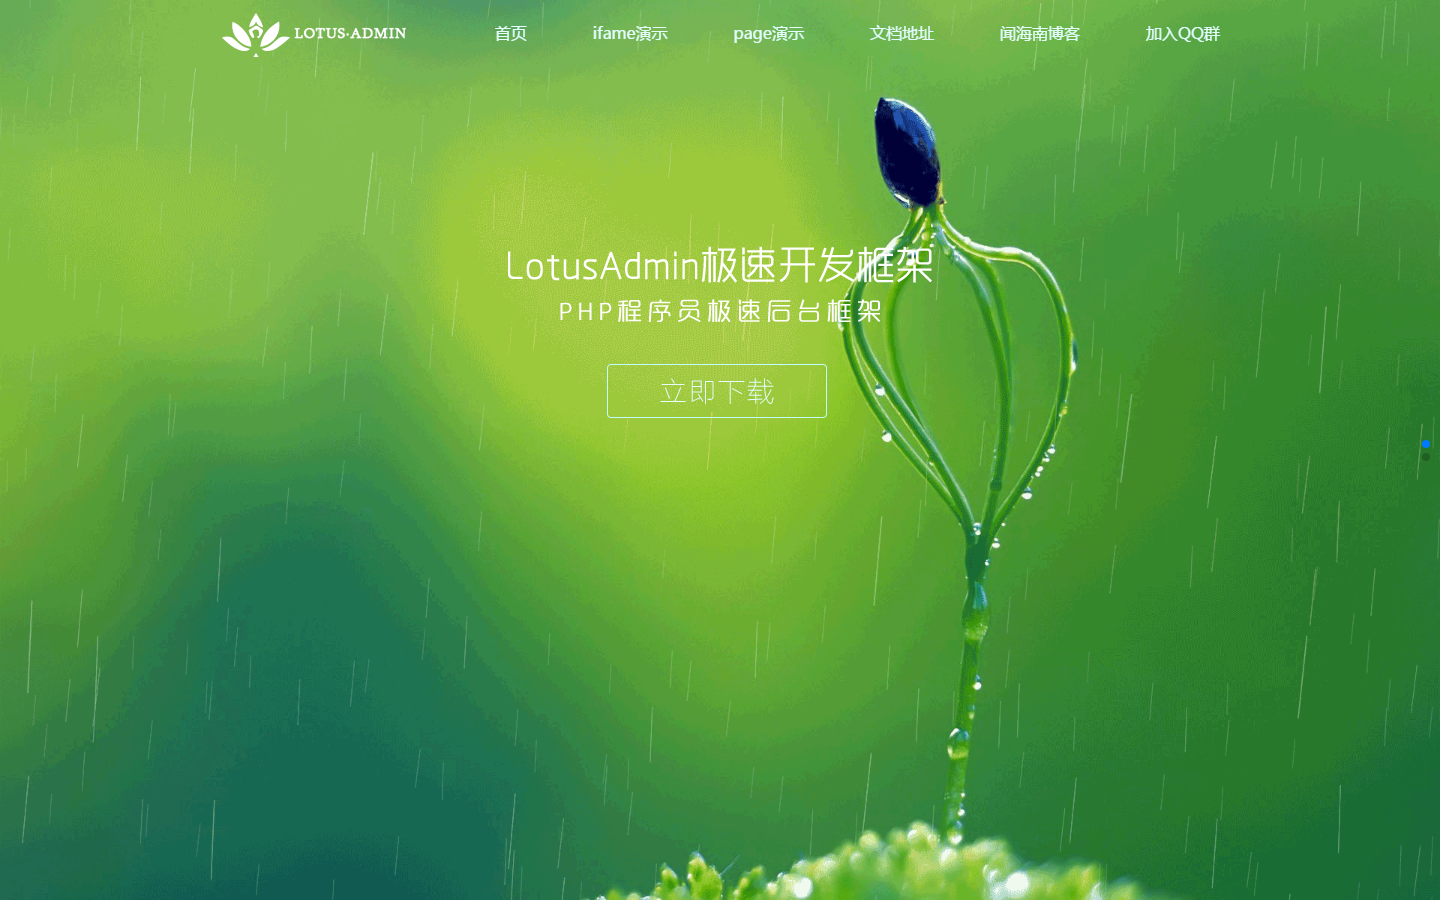 LOTUS·ADMIN
首页
ifame演示
page演示
文档地址
闻海南博客
加入QQ群
LotusAdmin极速开发框架
PHP程序员极速后台框架
立即下载